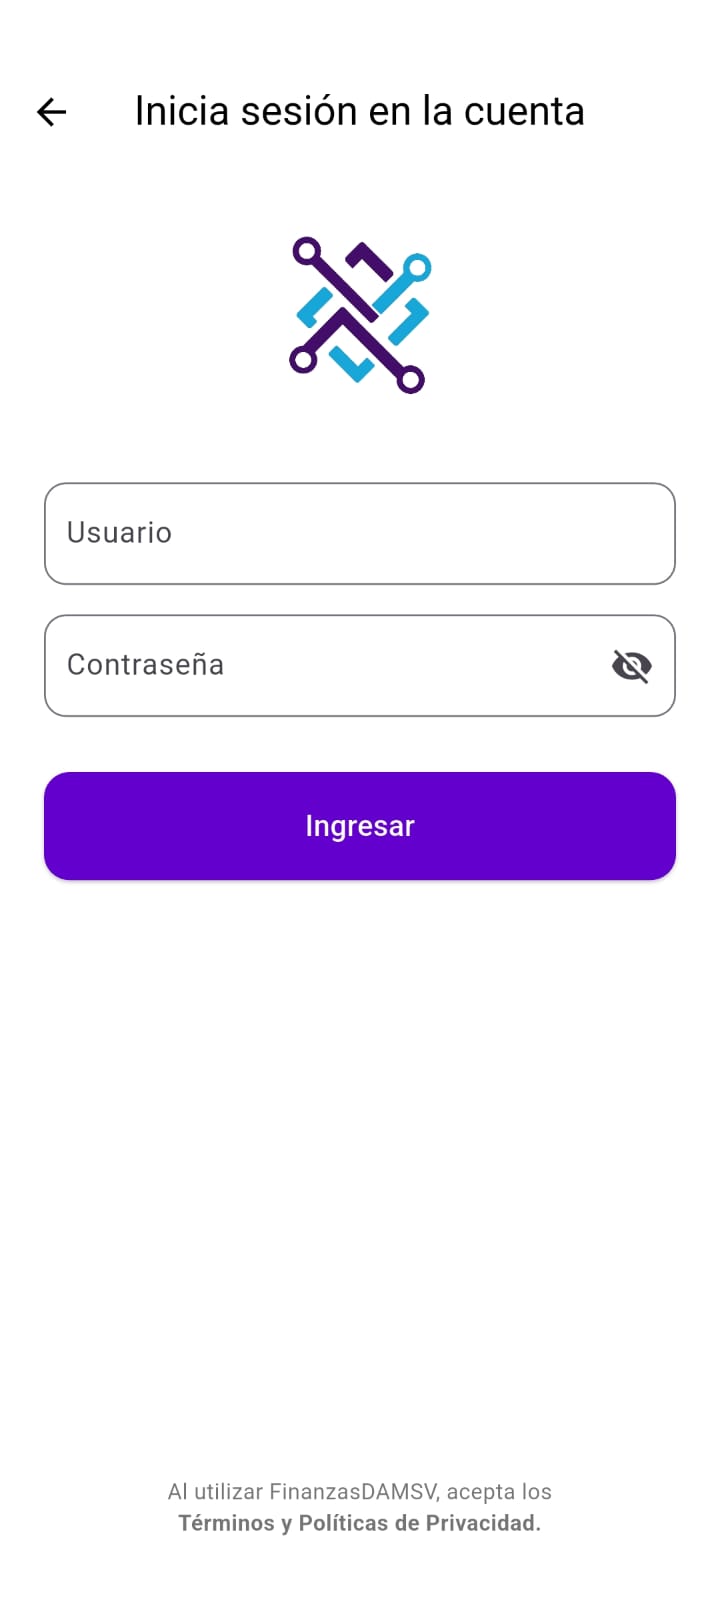 Inicia sesión en la cuenta
Usuario
Contraseña
Ingresar
Al utilizar FinanzasDAMSV, acepta los
Términos y Políticas de Privacidad.